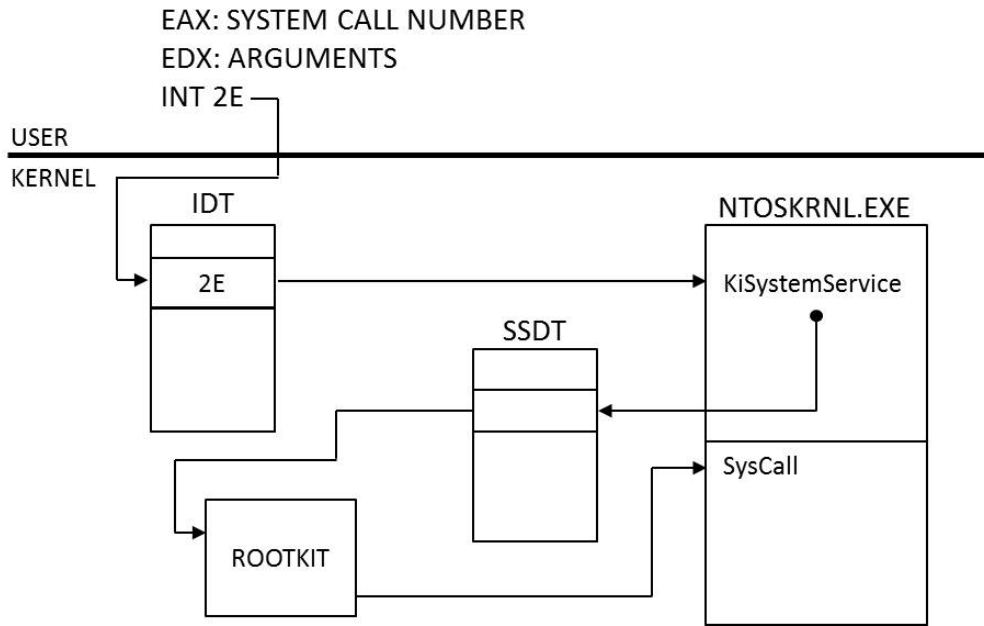 EAX: SYSTEM CALL NUMBER
EDX: ARGUMENTS
INT 2E
USER
KERNEL
IDT
NTOSKRNL.EXE
2E
KiSystemService
SSDT
SysCall
ROOTKIT